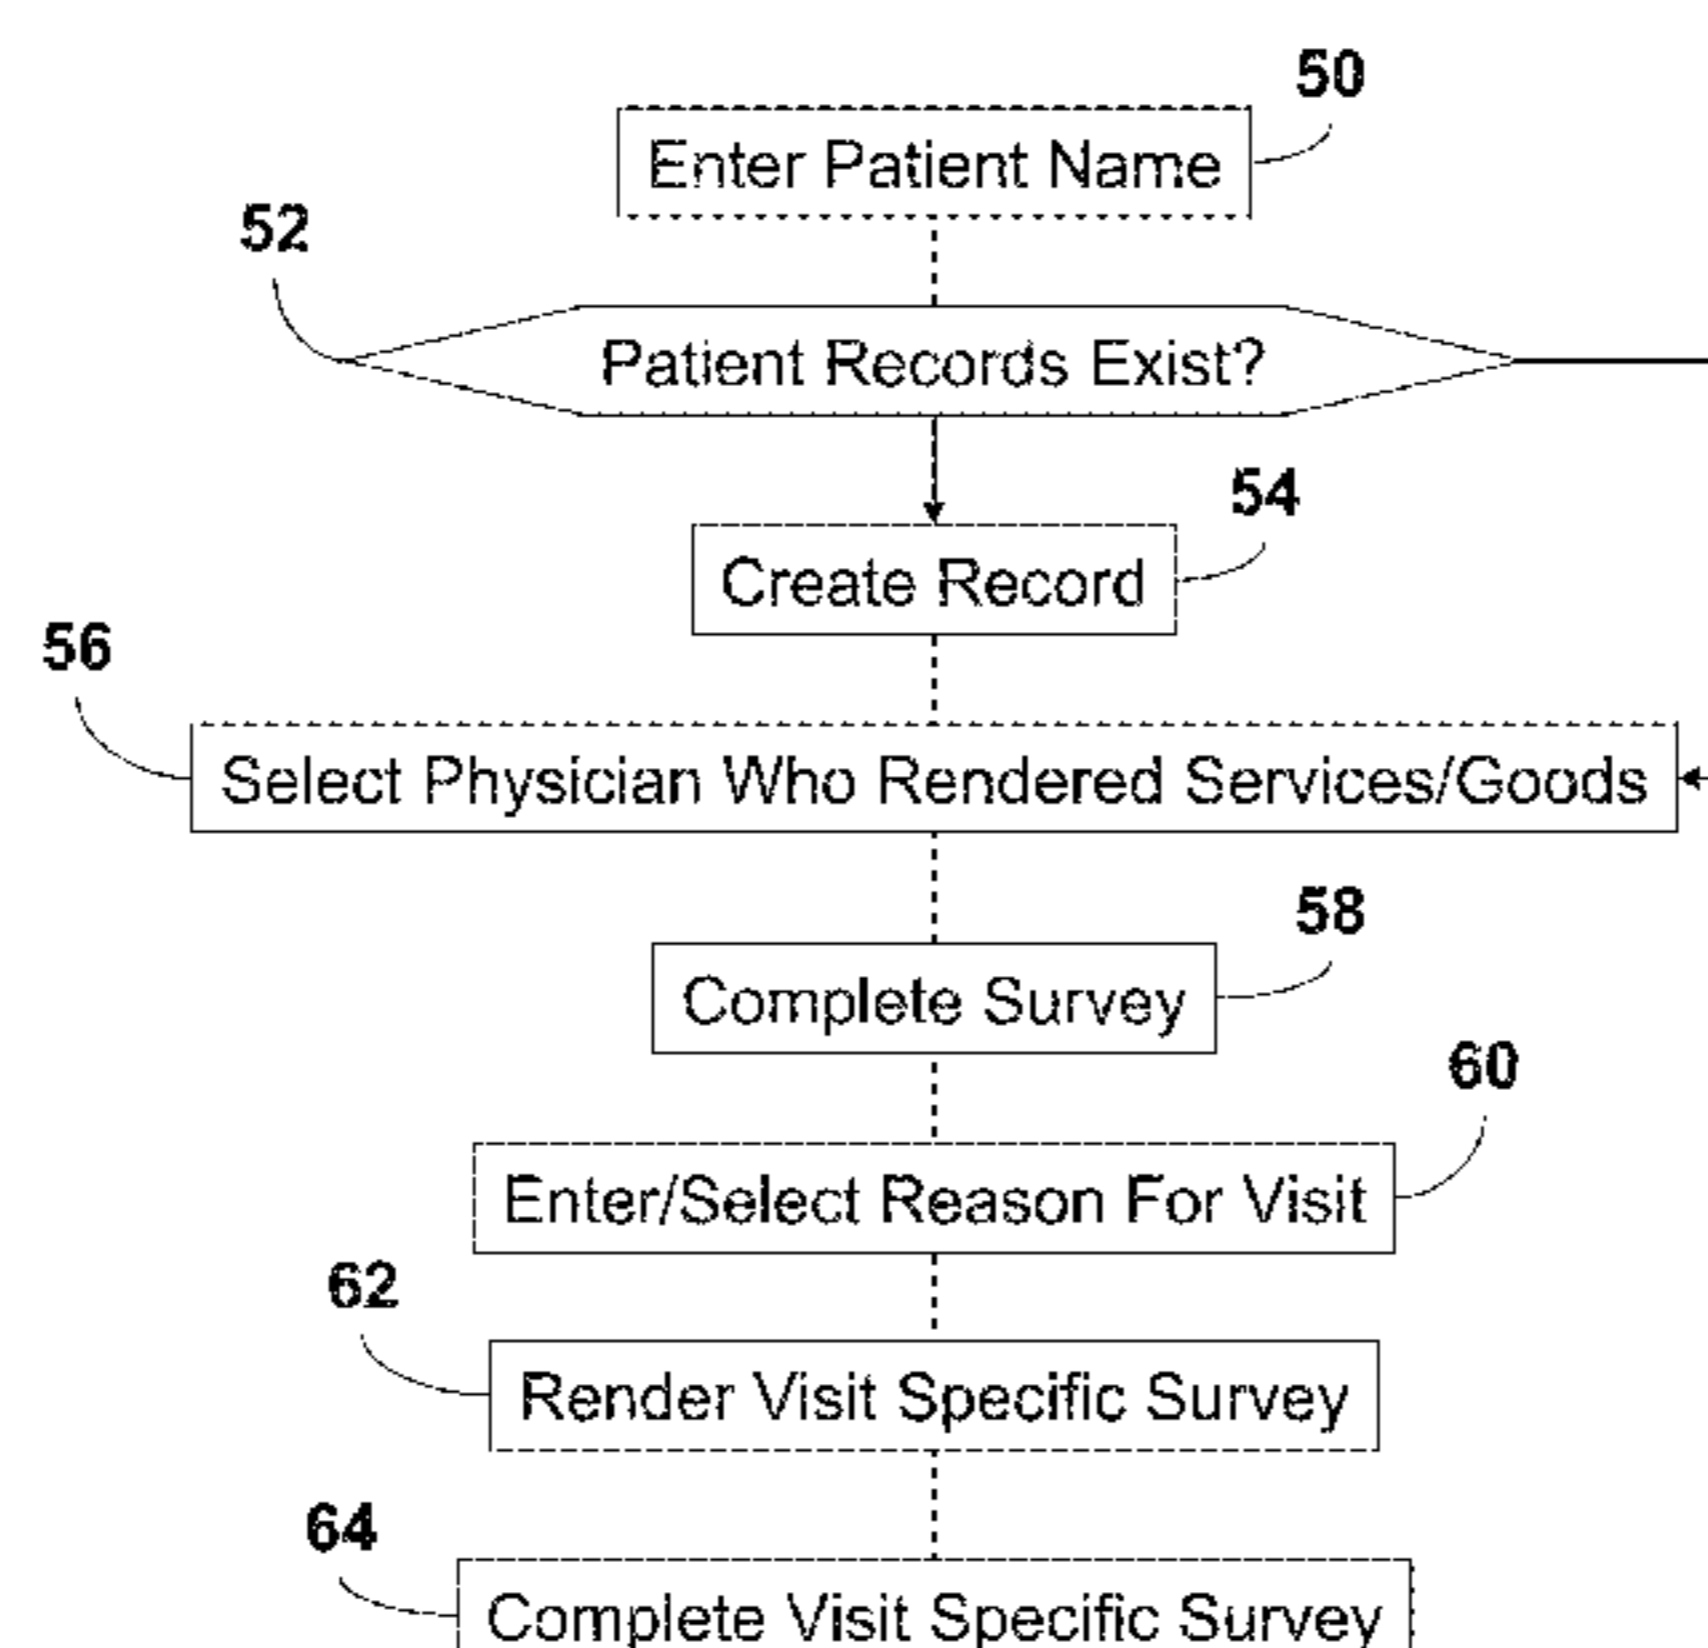 50
Enter Patient Name
52
Patient Records Exist?
54
Create Record
56
Select Physician Who Rendered Services/Goods
58
Complete Survey
60
Enter/Select Reason For Visit
62
Render Visit Specific Survey
64
Complete Visit Specific Survey